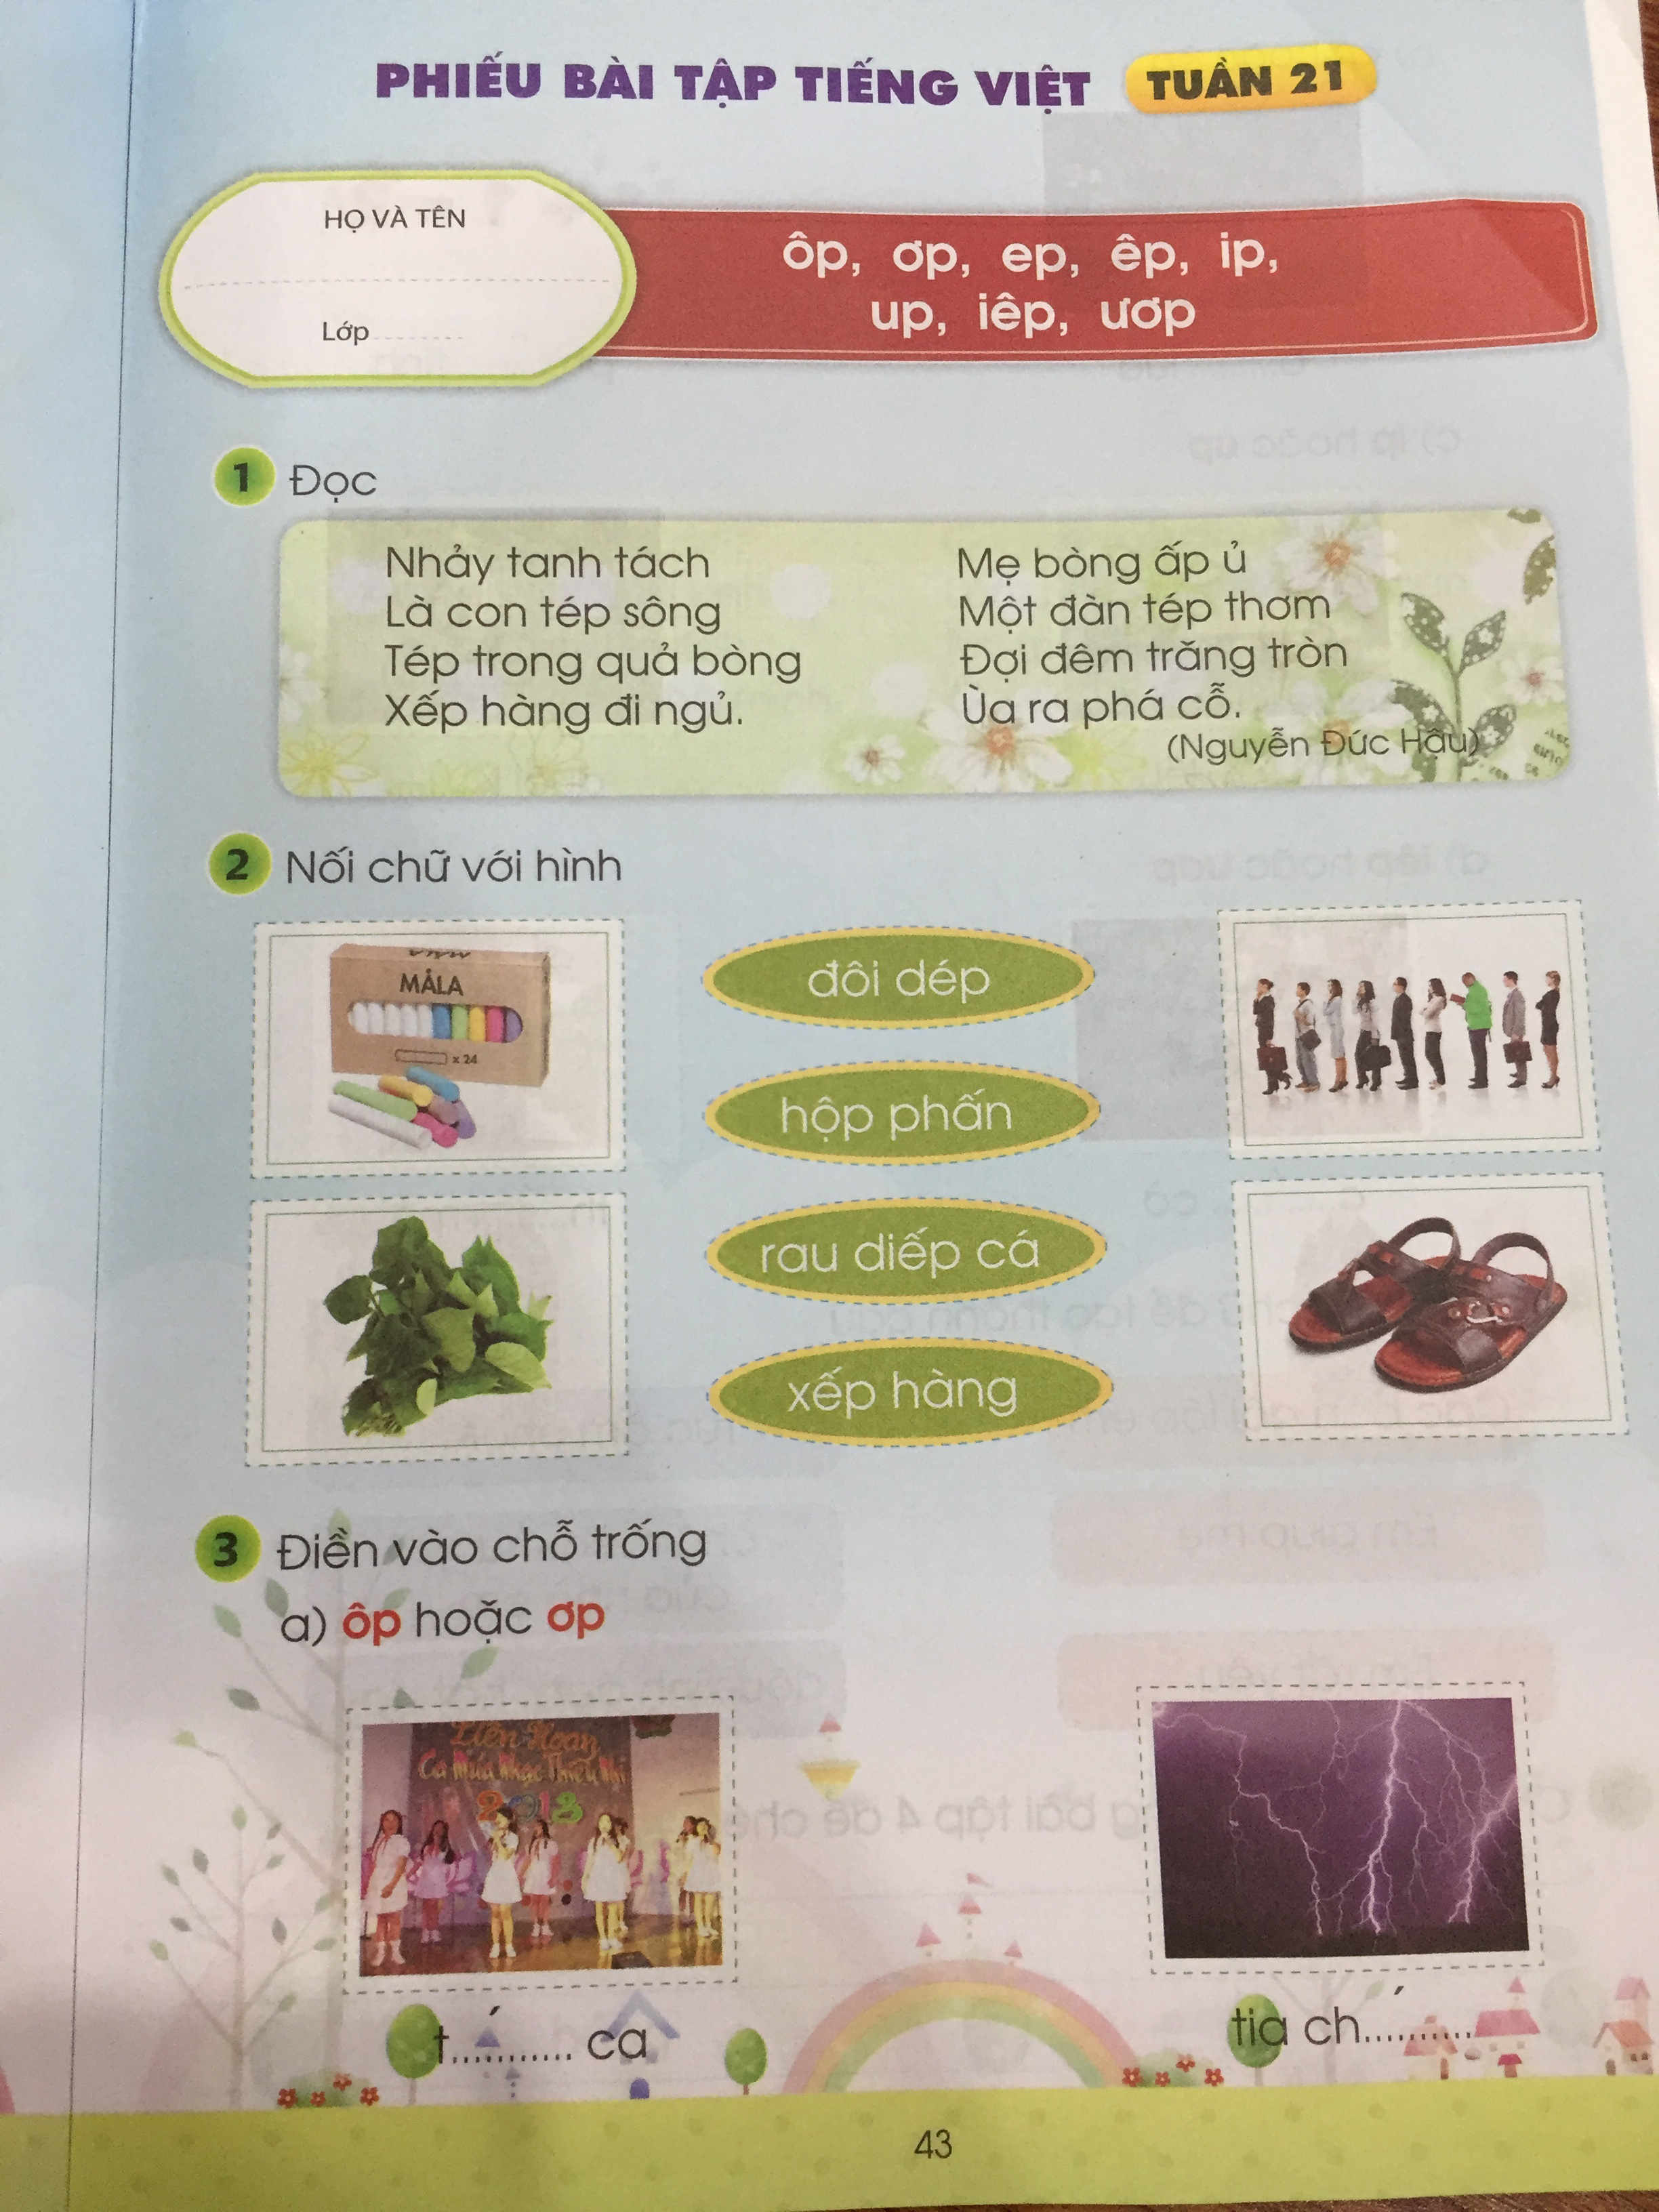 PHIẾU BÀI TẬP TIẾNG VIỆT TUẦN 21
HỌ VÀ TÊN
Lớp
ôp, ơp, ep, êp, ip,
up, iêp, ươp
1 Đọc
Nhảy tanh tách
Là con tép sông
Tép trong quả bòng
Xếp hàng đi ngủ.
Mẹ bòng ấp ủ
Một đàn tép thơm
Đợi đêm trăng tròn
Ùa ra phá cỗ.
(Nguyễn Đức Hậu)
2 Nối chữ với hình
MÅLA
x 24
đôi dép
hộp phấn
rau diếp cá
xếp hàng
3 Điền vào chỗ trống
a) ôp hoặc ơp
Liên Hoan
Ca Múa Nhạc Thiếu Nhi
2013
t........... ca
tia ch...........
43